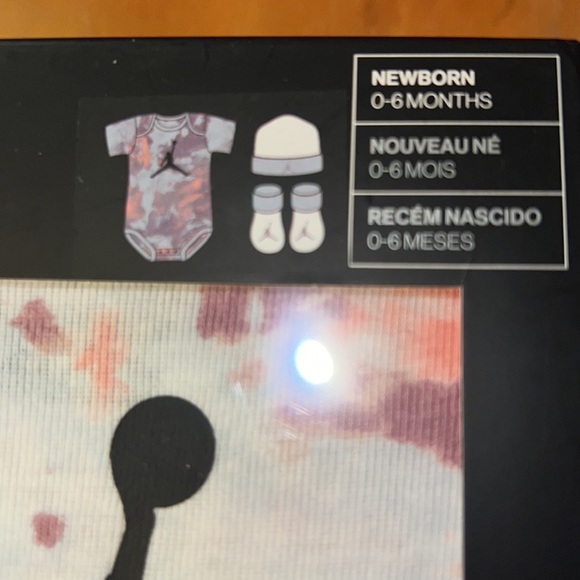 NEWBORN
0-6 MONTHS
NOUVEAU NÉ
0-6 MOIS
RECÉM NASCIDO
0-6 MESES